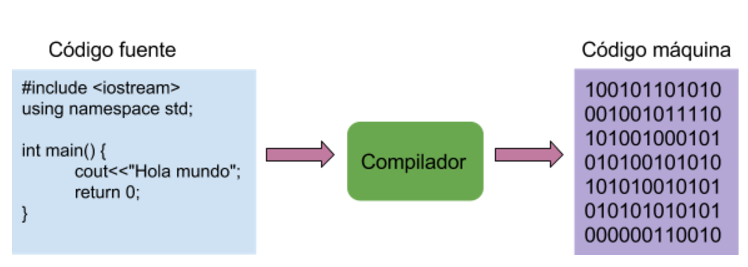 Código fuente
#include <iostream>
using namespace std;
int main() {
cout<<"Hola mundo";
return 0;
}
Compilador
Código máquina
100101101010
001001011110
101001000101
010100101010
101010010101
010101010101
000000110010